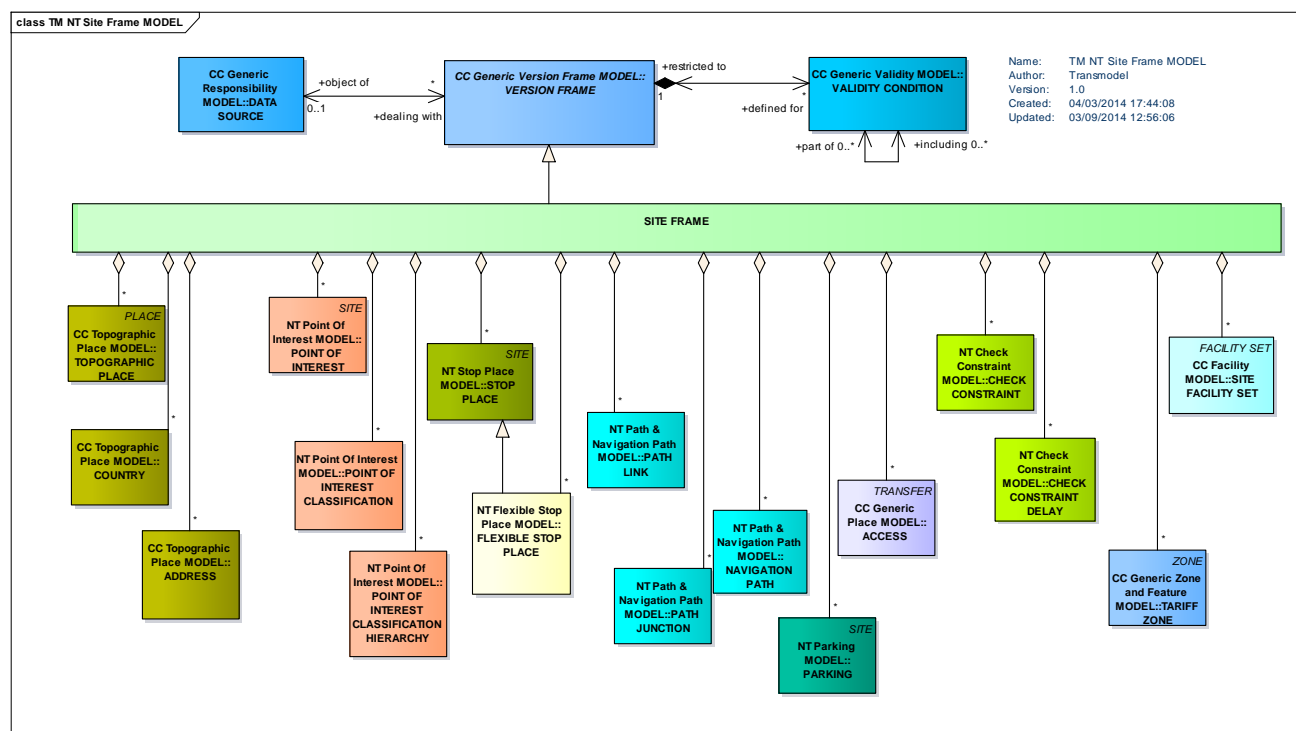 class TM NT Site Frame MODEL
CC Generic
Responsibility
MODEL::DATA
SOURCE
+object of
0..1
*
+dealing with
CC Generic Version Frame MODEL::
VERSION FRAME
+restricted to
1
*
+defined for
CC Generic Validity MODEL::
VALIDITY CONDITION
+part of 0..*
+including 0..*
Name: TM NT Site Frame MODEL
Author: Transmodel
Version: 1.0
Created: 04/03/2014 17:44:08
Updated: 03/09/2014 12:56:06
SITE FRAME
*
PLACE
CC Topographic
Place MODEL::
TOPOGRAPHIC
PLACE
*
CC Topographic
Place MODEL::
COUNTRY
*
CC Topographic
Place MODEL::
ADDRESS
*
SITE
NT Point Of
Interest MODEL::
POINT OF
INTEREST
*
NT Point Of Interest
MODEL::POINT OF
INTEREST
CLASSIFICATION
*
NT Point Of
Interest MODEL::
POINT OF
INTEREST
CLASSIFICATION
HIERARCHY
*
SITE
NT Stop Place
MODEL::STOP
PLACE
*
NT Flexible Stop
Place MODEL::
FLEXIBLE STOP
PLACE
*
NT Path &
Navigation Path
MODEL::PATH
LINK
*
NT Path &
Navigation Path
MODEL::PATH
JUNCTION
*
NT Path &
Navigation Path
MODEL::
NAVIGATION
PATH
*
SITE
NT Parking
MODEL::
PARKING
*
TRANSFER
CC Generic
Place MODEL::
ACCESS
*
NT Check
Constraint
MODEL::CHECK
CONSTRAINT
*
NT Check
Constraint
MODEL::CHECK
CONSTRAINT
DELAY
*
ZONE
CC Generic Zone
and Feature
MODEL::TARIFF
ZONE
*
FACILITY SET
CC Facility
MODEL::SITE
FACILITY SET